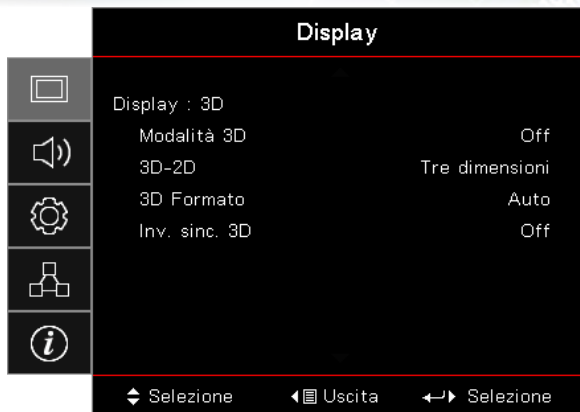 Display
Display : 3D
Modalità 3D Off
3D-2D Tre dimensioni
3D Formato Auto
Inv. sinc. 3D Off
Selezione Uscita Selezione